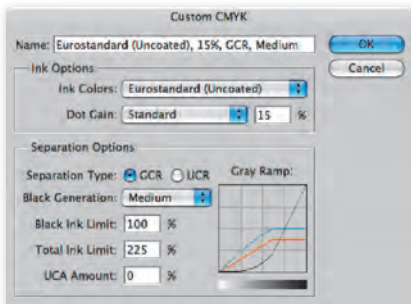 Custom CMYK
Name: Eurostandard (Uncoated), 15%, GCR, Medium
OK
Cancel
Ink Options
Ink Colors: Eurostandard (Uncoated)
Dot Gain: Standard 15 %
Separation Options
Separation Type: GCR UCR
Gray Ramp:
Black Generation: Medium
Black Ink Limit: 100 %
Total Ink Limit: 225 %
UCA Amount: 0 %